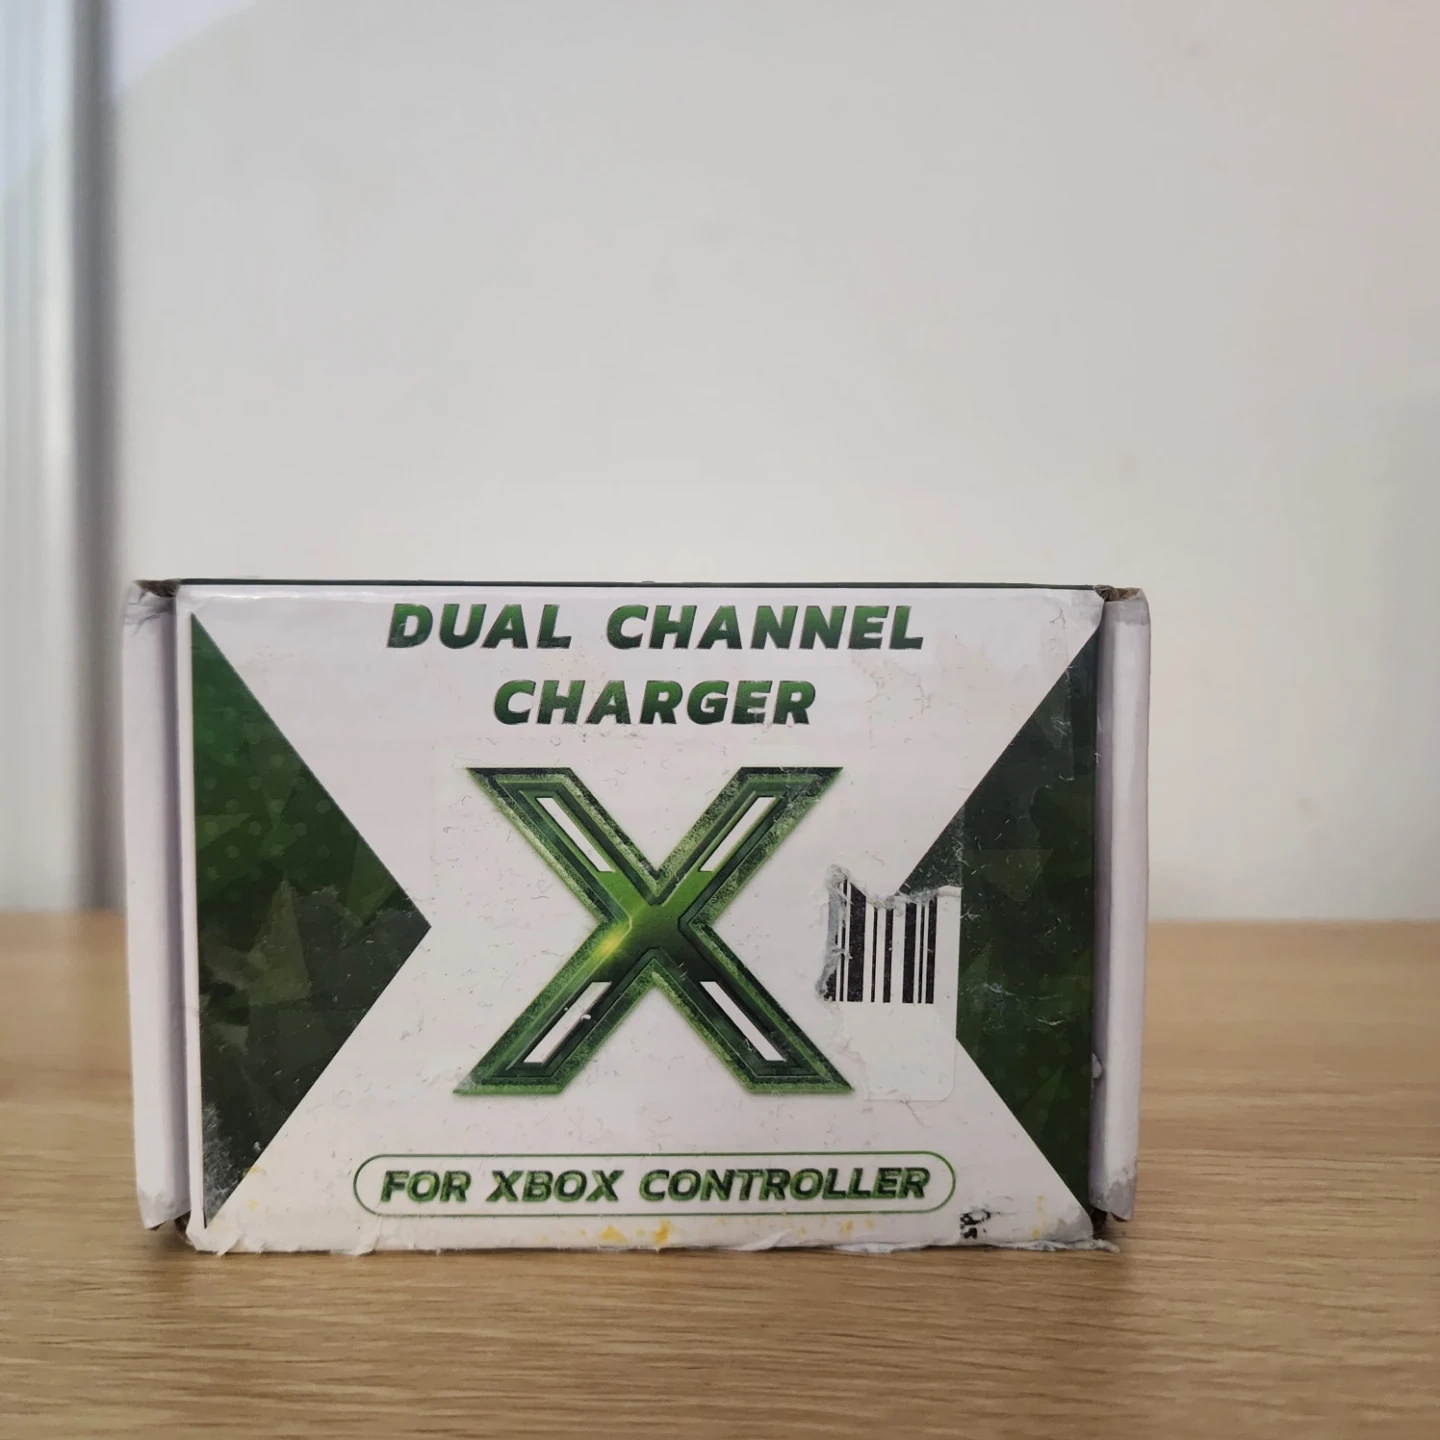 DUAL CHANNEL
CHARGER
X
FOR XBOX CONTROLLER